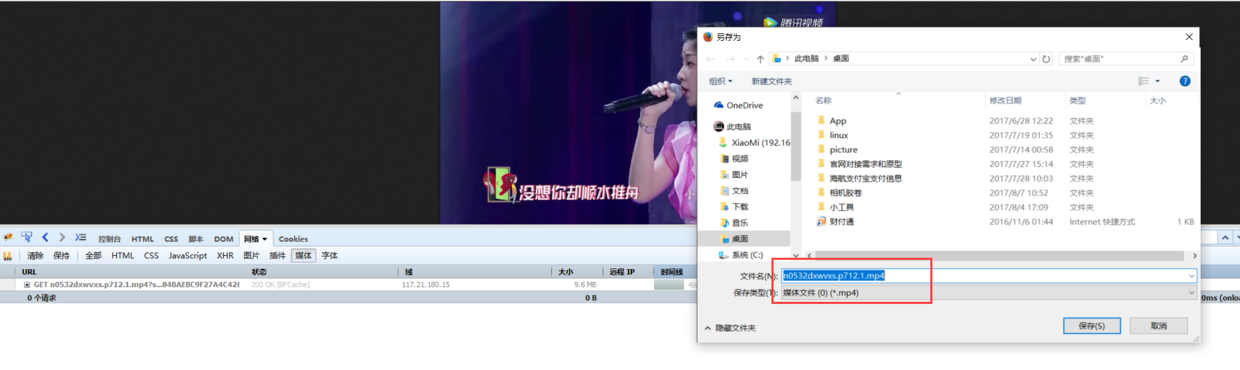 腾讯视频
没想你却顺水推舟
另存为
此电脑 > 桌面
搜索"桌面"
组织 新建文件夹
OneDrive
此电脑
XiaoMi (192.16
视频
图片
文档
下载
音乐
桌面
系统 (C:)
名称 修改日期 类型 大小
App 2017/6/28 12:22 文件夹
linux 2017/7/19 01:35 文件夹
picture 2017/7/14 00:58 文件夹
官网对接需求和原型 2017/7/27 15:14 文件夹
海航支付宝支付信息 2017/7/28 10:03 文件夹
相机胶卷 2017/8/7 10:52 文件夹
小工具 2017/8/4 17:09 文件夹
财付通 2016/11/6 01:44 Internet 快捷方式 1 KB
文件名(N): n0532dxwvxs.p712.1.mp4
保存类型(T): 媒体文件 (0) (*.mp4)
隐藏文件夹 保存(S) 取消
控制台 HTML CSS 脚本 DOM 网络 Cookies
清除 保持 全部 HTML CSS JavaScript XHR 图片 插件 媒体 字体
URL 状态 域 大小 远程 IP 时间线
GET n0532dxwvxs.p712.1.mp4?s...84BAEBC9F27A4C426 200 OK (BFCache) 117.21.180.15 9.6 MB
0 个请求 0 B 0ms (onloa